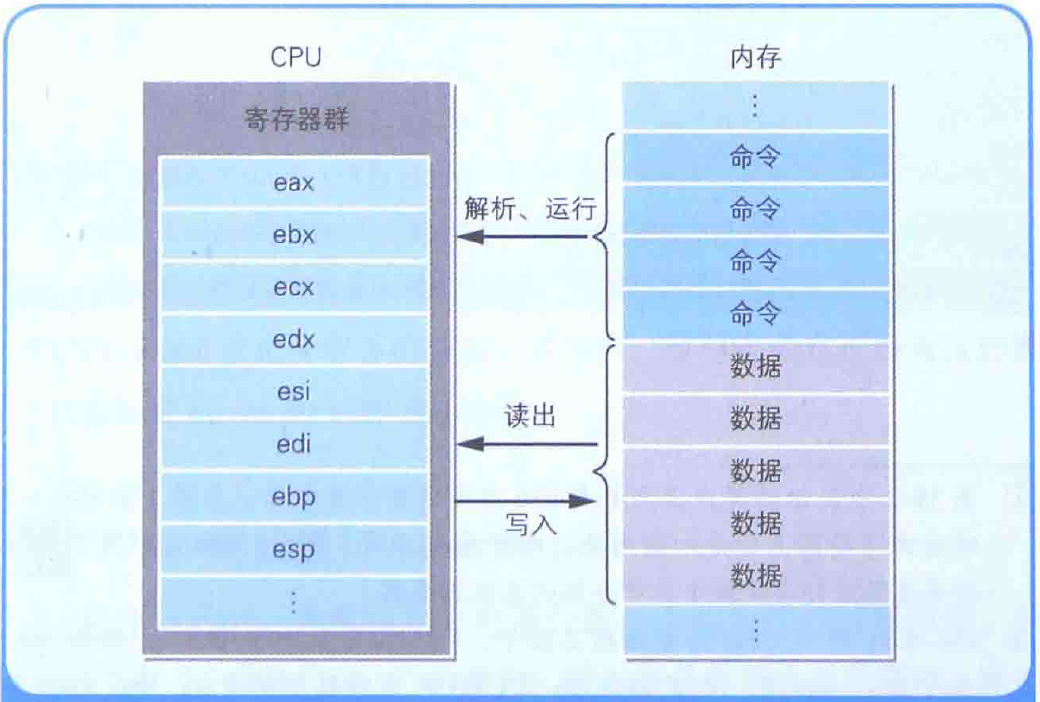 CPU
寄存器群
eax
ebx
ecx
edx
esi
edi
ebp
esp
⋮
解析、运行
读出
写入
内存
⋮
命令
命令
命令
命令
数据
数据
数据
数据
数据
⋮